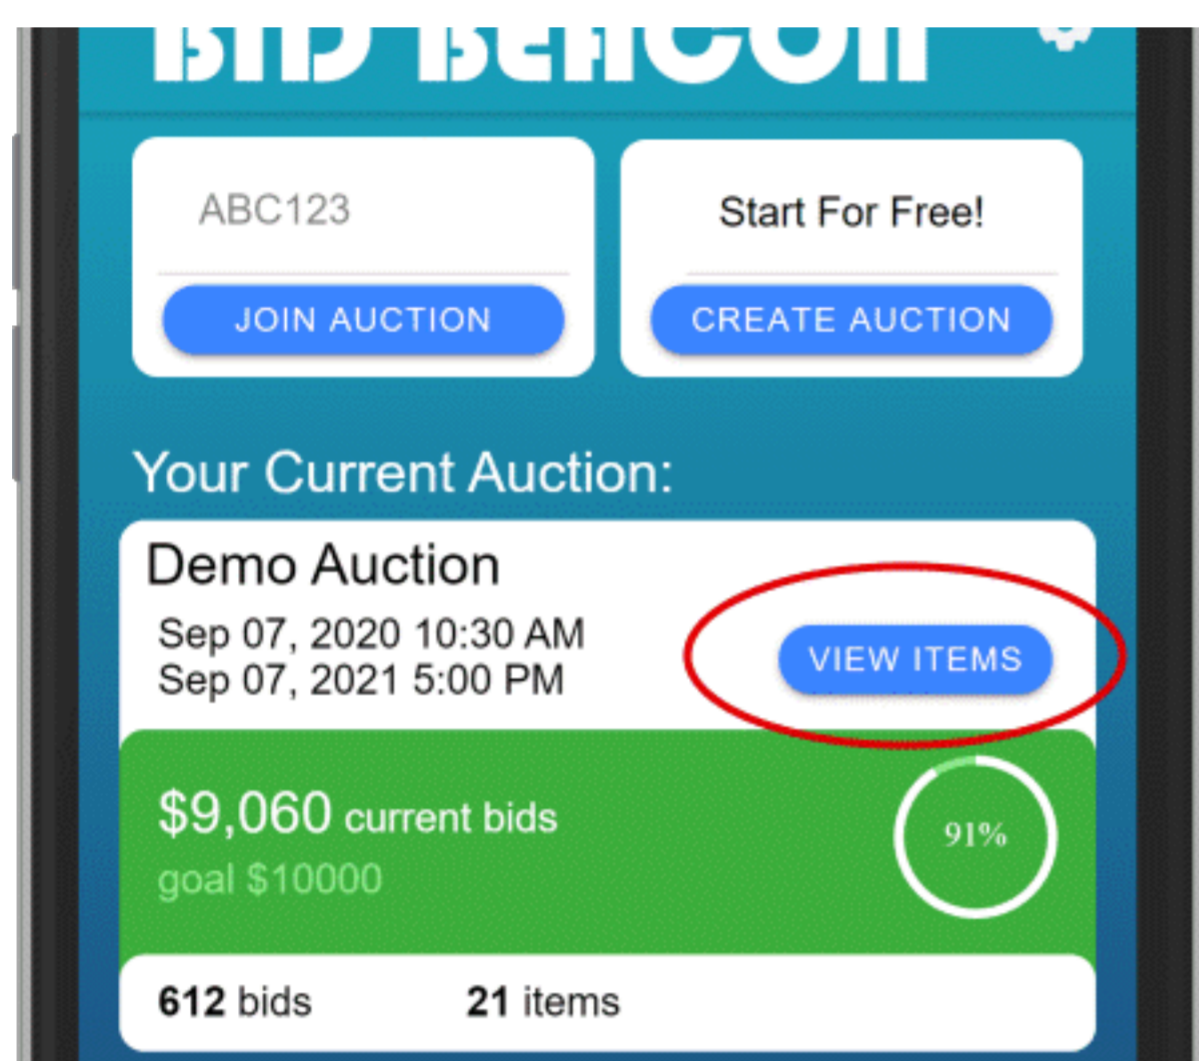 BID BEACON
ABC123
Start For Free!
JOIN AUCTION
CREATE AUCTION
Your Current Auction:
Demo Auction
Sep 07, 2020 10:30 AM
Sep 07, 2021 5:00 PM
VIEW ITEMS
$9,060 current bids
91%
goal $10000
612 bids
21 items